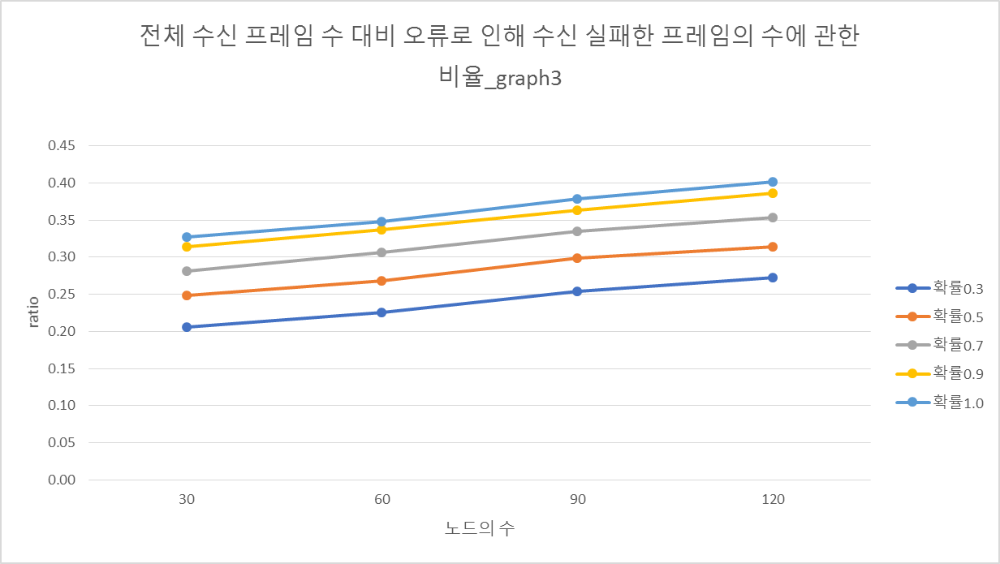 전체 수신 프레임 수 대비 오류로 인해 수신 실패한 프레임의 수에 관한
비율_graph3
0.45
0.40
0.35
0.30
0.25
0.20
0.15
0.10
0.05
0.00
ratio
30 60 90 120
노드의 수
확률0.3
확률0.5
확률0.7
확률0.9
확률1.0